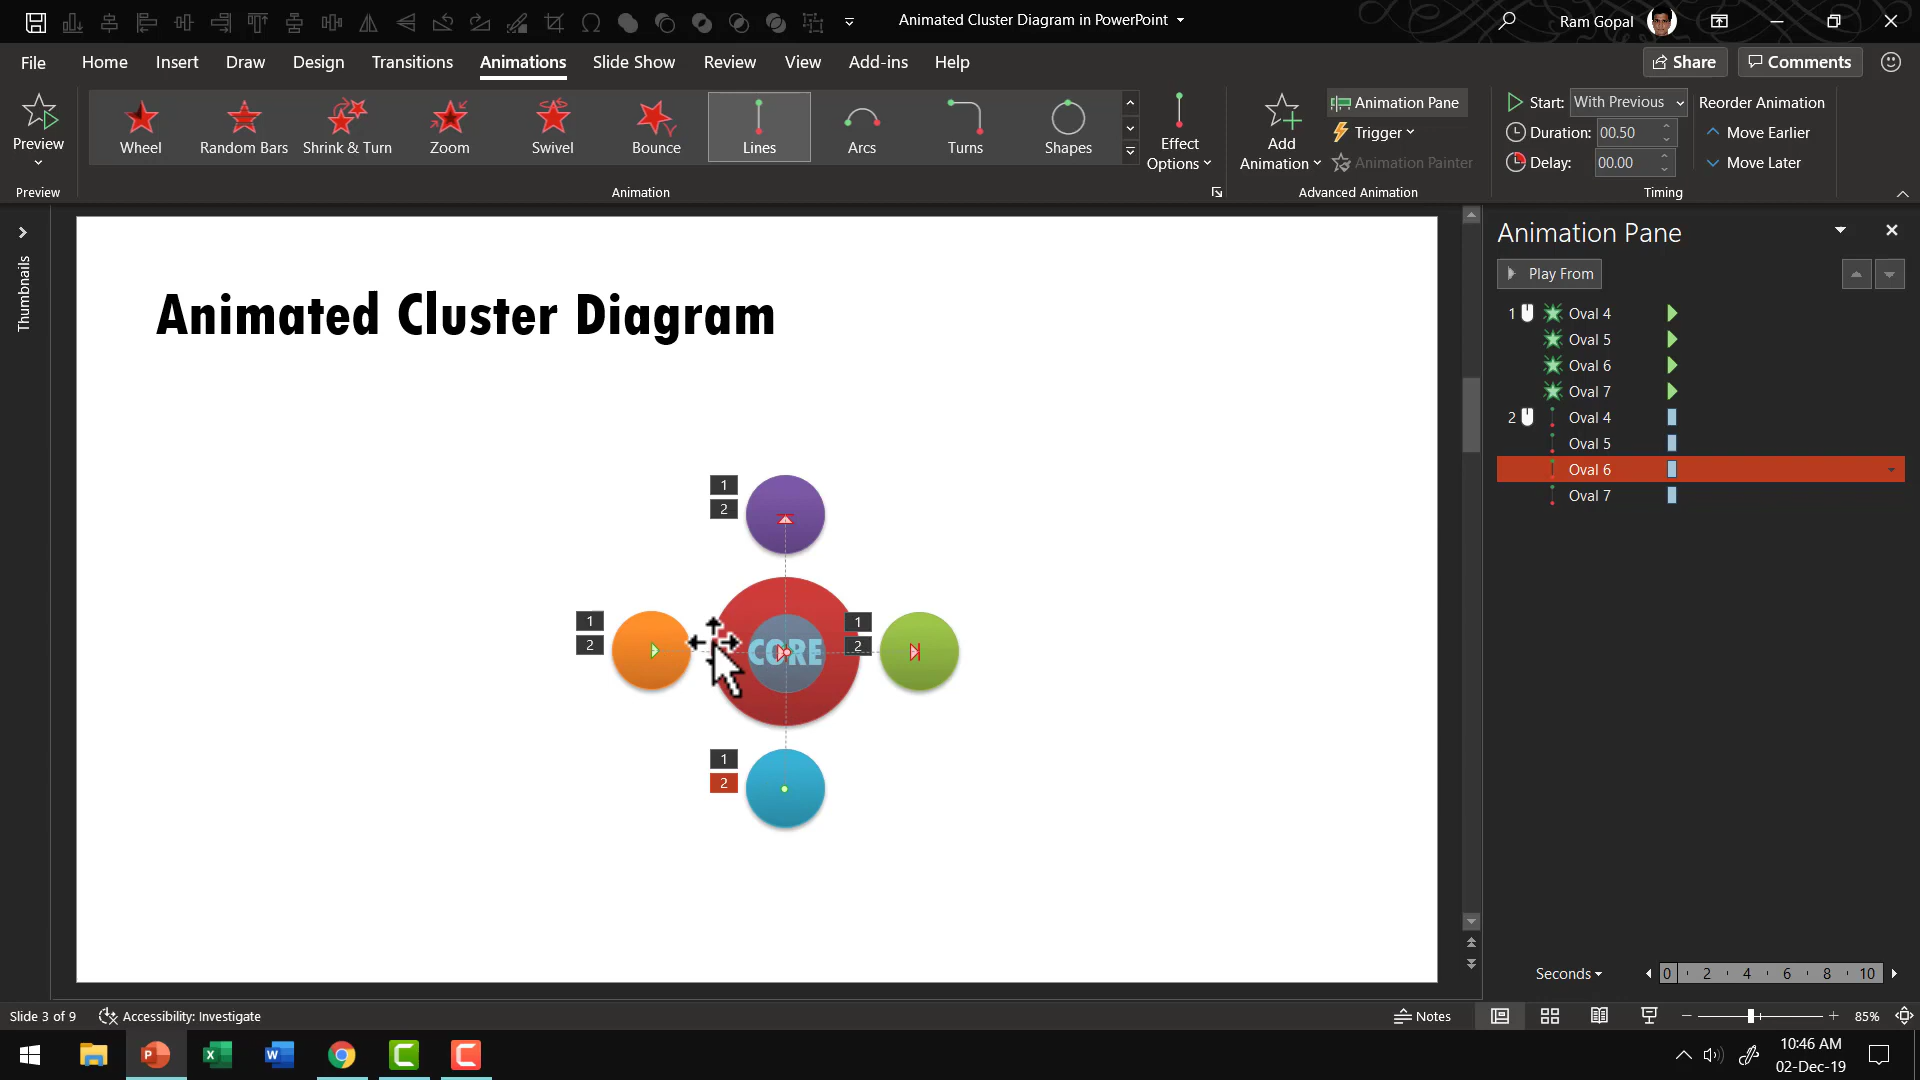 Animated Cluster Diagram in PowerPoint
Ram Gopal
File Home Insert Draw Design Transitions Animations Slide Show Review View Add-ins Help
Share Comments
Preview
Wheel Random Bars Shrink & Turn Zoom Swivel Bounce Lines Arcs Turns Shapes
Effect
Options
Add
Animation
Animation Pane
Trigger
Animation Painter
Start: With Previous
Duration: 00.50
Delay: 00.00
Reorder Animation
Move Earlier
Move Later
Preview Animation Advanced Animation Timing
Thumbnails
Animated Cluster Diagram
1
2
1
2
CORE
1
2
1
2
Animation Pane
Play From
1 Oval 4
Oval 5
Oval 6
Oval 7
2 Oval 4
Oval 5
Oval 6
Oval 7
Seconds 0 2 4 6 8 10
Slide 3 of 9 Accessibility: Investigate Notes 85%
10:46 AM
02-Dec-19